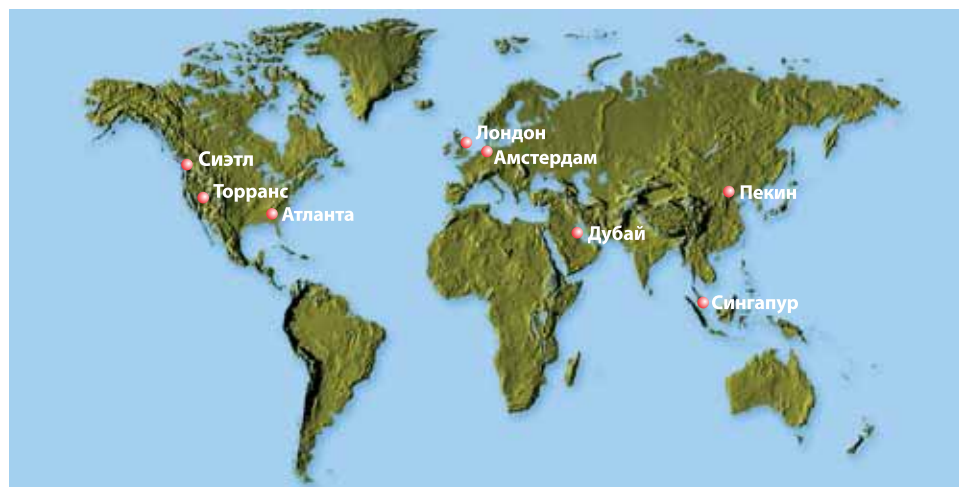 Лондон
Амстердам
Сиэтл
Торранс
Атланта
Пекин
Дубай
Сингапур